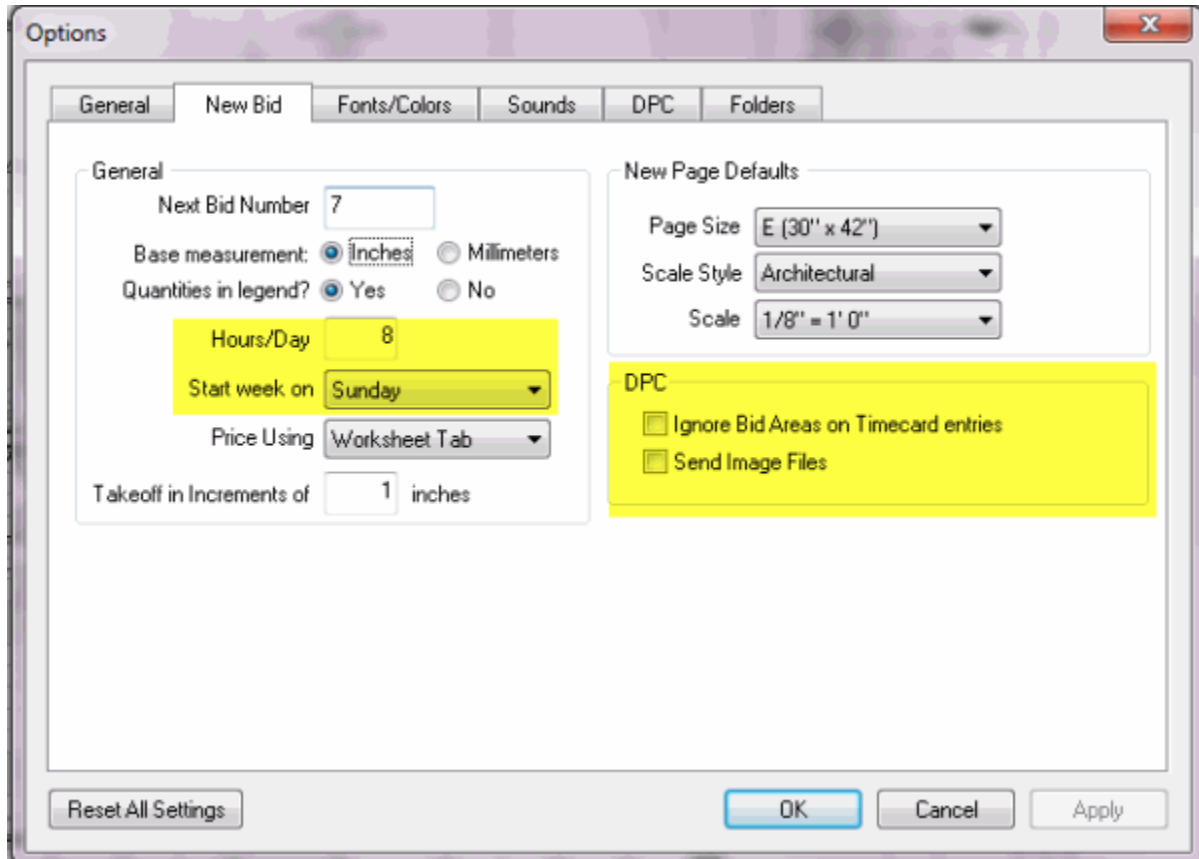 Options
General New Bid Fonts/Colors Sounds DPC Folders
General
Next Bid Number 7
Base measurement: Inches Millimeters
Quantities in legend? Yes No
Hours/Day 8
Start week on Sunday
Price Using Worksheet Tab
Takeoff in Increments of 1 inches
New Page Defaults
Page Size E (30" x 42")
Scale Style Architectural
Scale 1/8" = 1' 0"
DPC
Ignore Bid Areas on Timecard entries
Send Image Files
Reset All Settings OK Cancel Apply